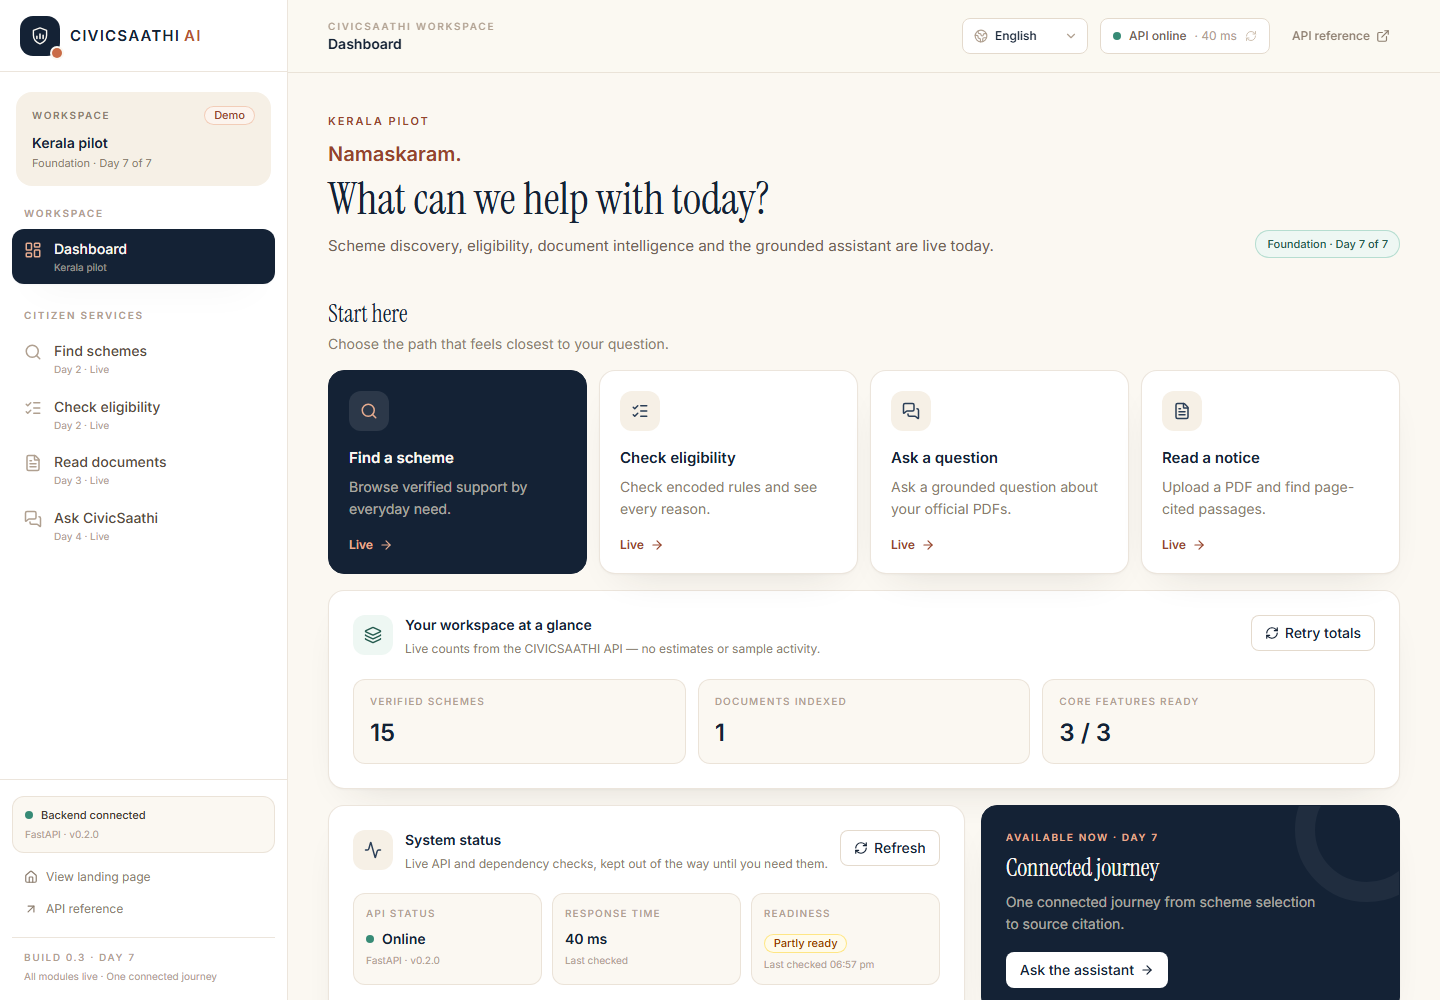 CIVICSAATHI AI
WORKSPACE
Demo
Kerala pilot
Foundation · Day 7 of 7
WORKSPACE
Dashboard
Kerala pilot
CITIZEN SERVICES
Find schemes
Day 2 · Live
Check eligibility
Day 2 · Live
Read documents
Day 3 · Live
Ask CivicSaathi
Day 4 · Live
Backend connected
FastAPI · v0.2.0
View landing page
API reference
BUILD 0.3 · DAY 7
All modules live · One connected journey
CIVICSAATHI WORKSPACE
Dashboard
English
API online · 40 ms
API reference
KERALA PILOT
Namaskaram.
What can we help with today?
Scheme discovery, eligibility, document intelligence and the grounded assistant are live today.
Foundation · Day 7 of 7
Start here
Choose the path that feels closest to your question.
Find a scheme
Browse verified support by
everyday need.
Live
Check eligibility
Check encoded rules and see
every reason.
Live
Ask a question
Ask a grounded question about
your official PDFs.
Live
Read a notice
Upload a PDF and find page-
cited passages.
Live
Your workspace at a glance
Live counts from the CIVICSAATHI API — no estimates or sample activity.
Retry totals
VERIFIED SCHEMES
15
DOCUMENTS INDEXED
1
CORE FEATURES READY
3 / 3
System status
Live API and dependency checks, kept out of the way until you need them.
Refresh
API STATUS
Online
FastAPI · v0.2.0
RESPONSE TIME
40 ms
Last checked
READINESS
Partly ready
Last checked 06:57 pm
AVAILABLE NOW · DAY 7
Connected journey
One connected journey from scheme selection
to source citation.
Ask the assistant